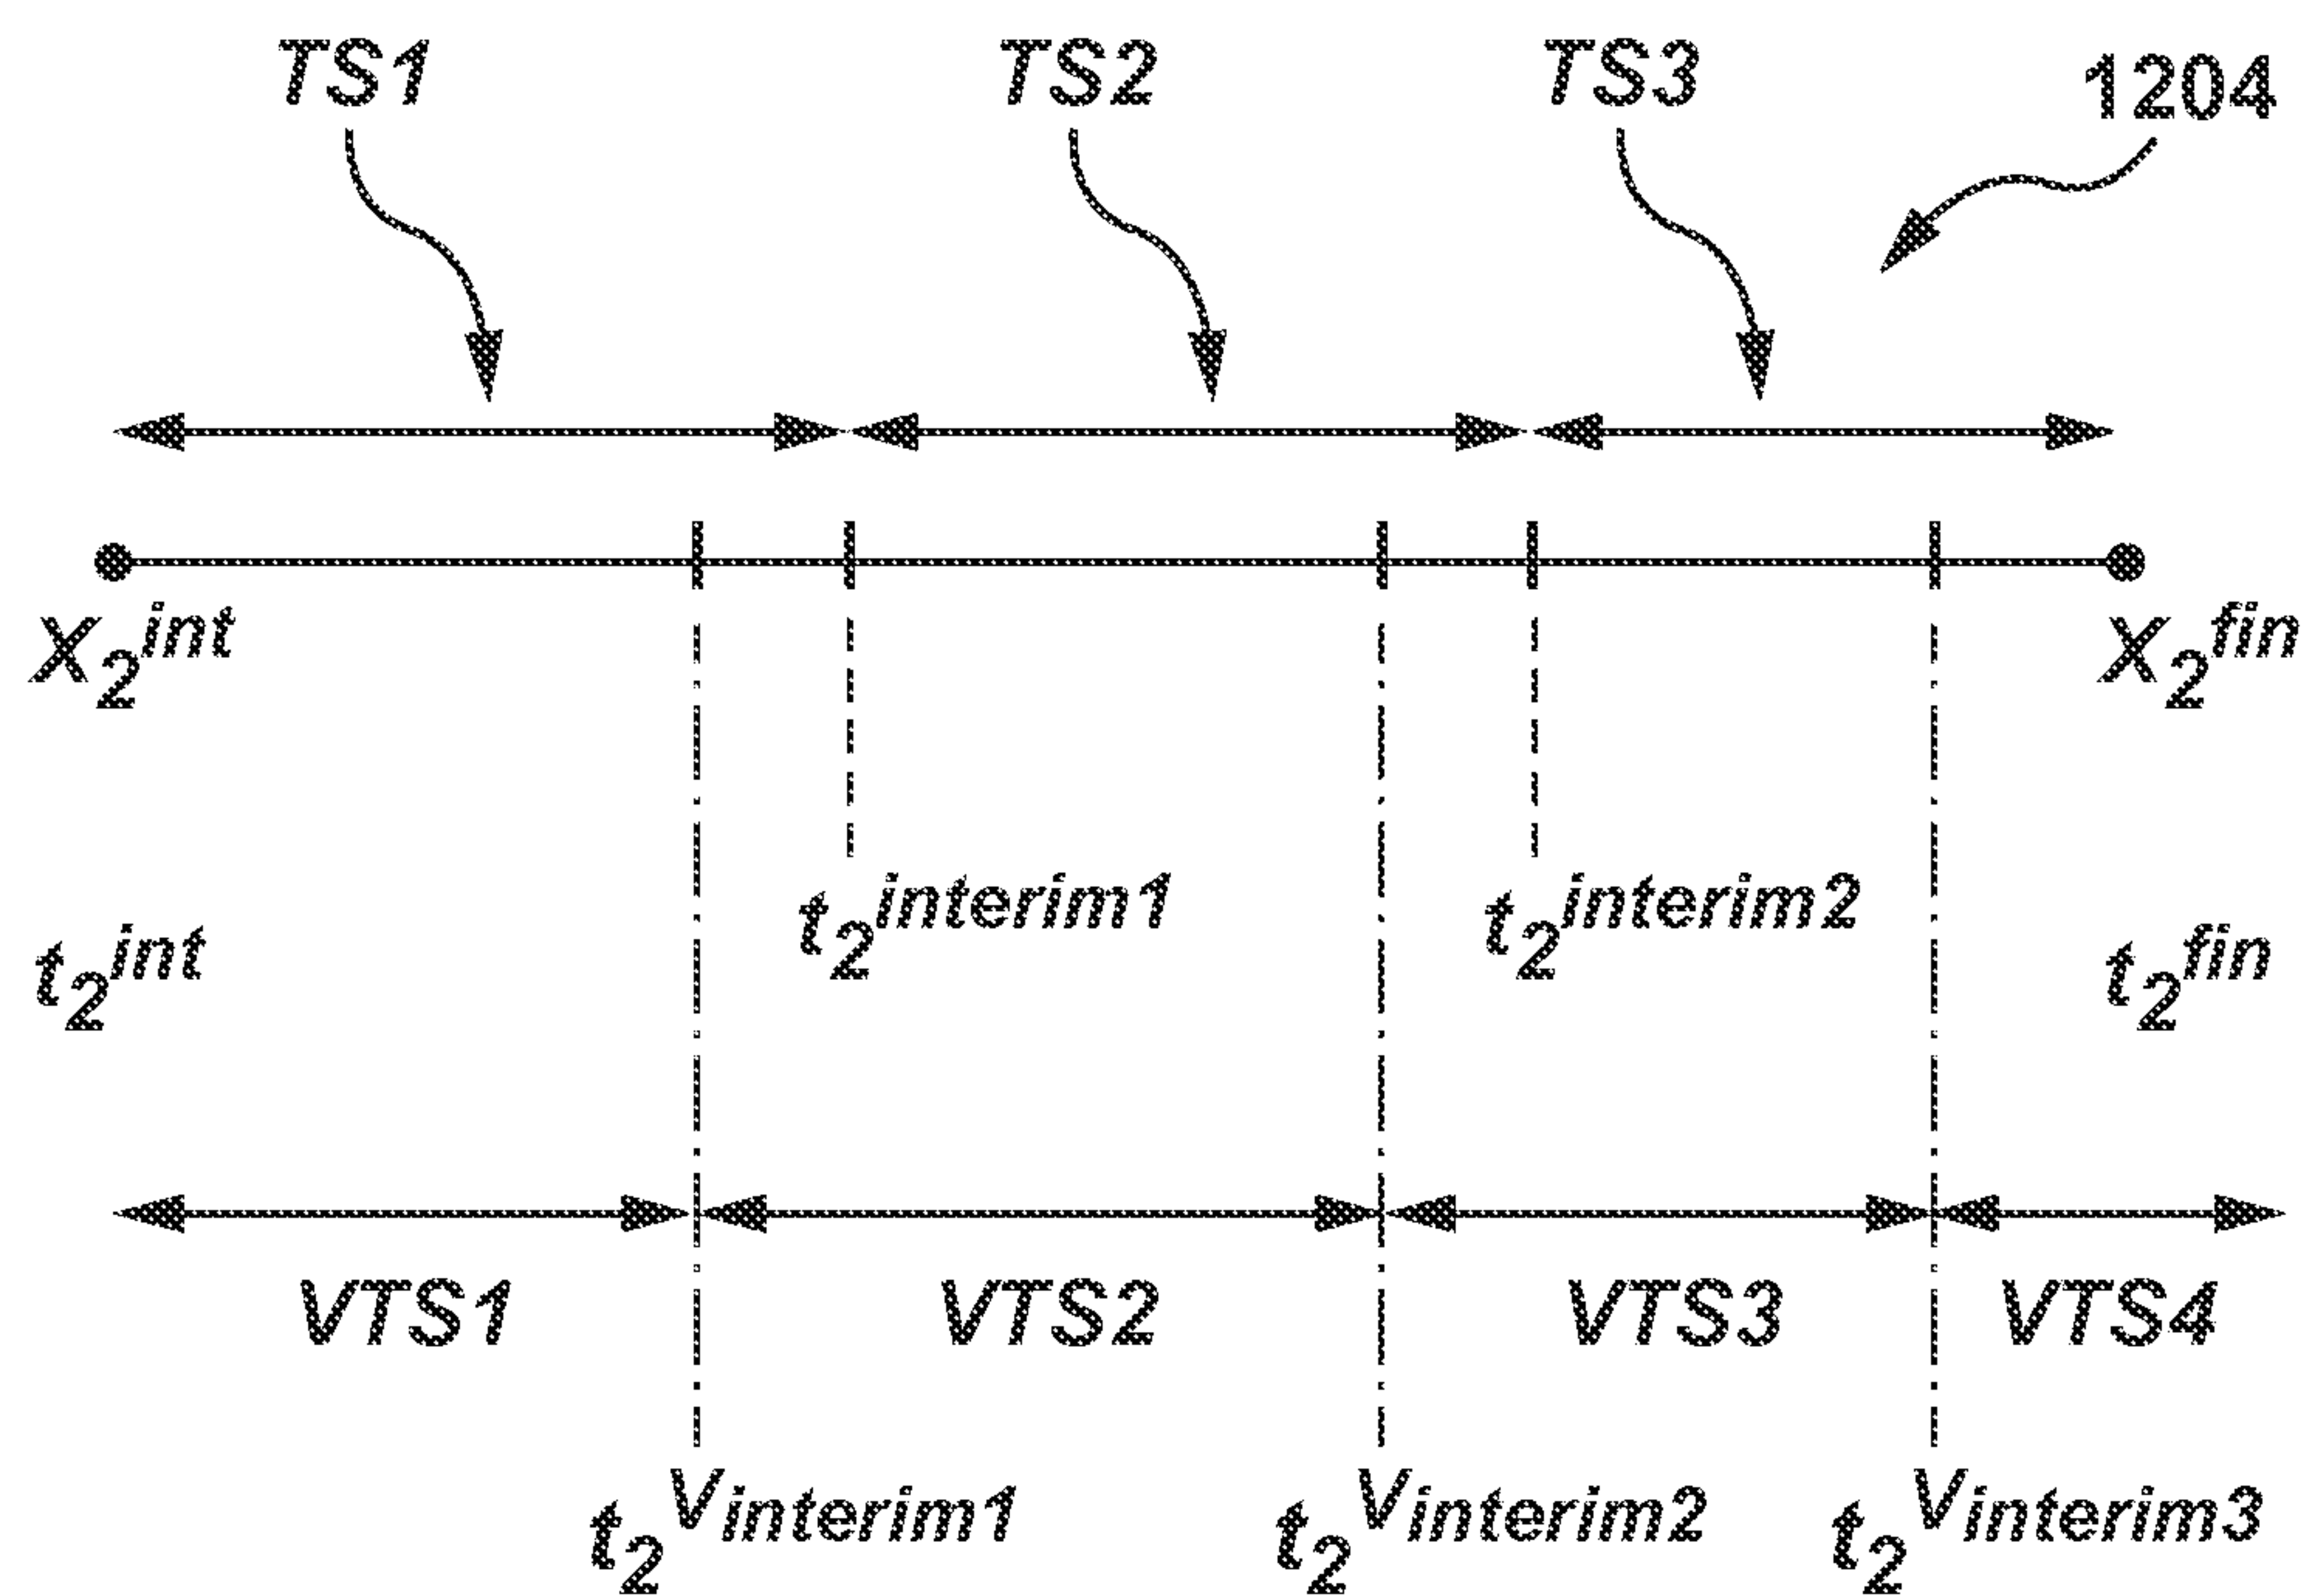 TS1 TS2 TS3 1204
X₂ⁱⁿᵗ X₂ᶠⁱⁿ
t₂ⁱⁿᵗᵉʳⁱᵐ¹ t₂ⁱⁿᵗᵉʳⁱᵐ²
t₂ⁱⁿᵗ t₂ᶠⁱⁿ
VTS1 VTS2 VTS3 VTS4
t₂ⱽⁱⁿᵗᵉʳⁱᵐ¹ t₂ⱽⁱⁿᵗᵉʳⁱᵐ² t₂ⱽⁱⁿᵗᵉʳⁱᵐ³